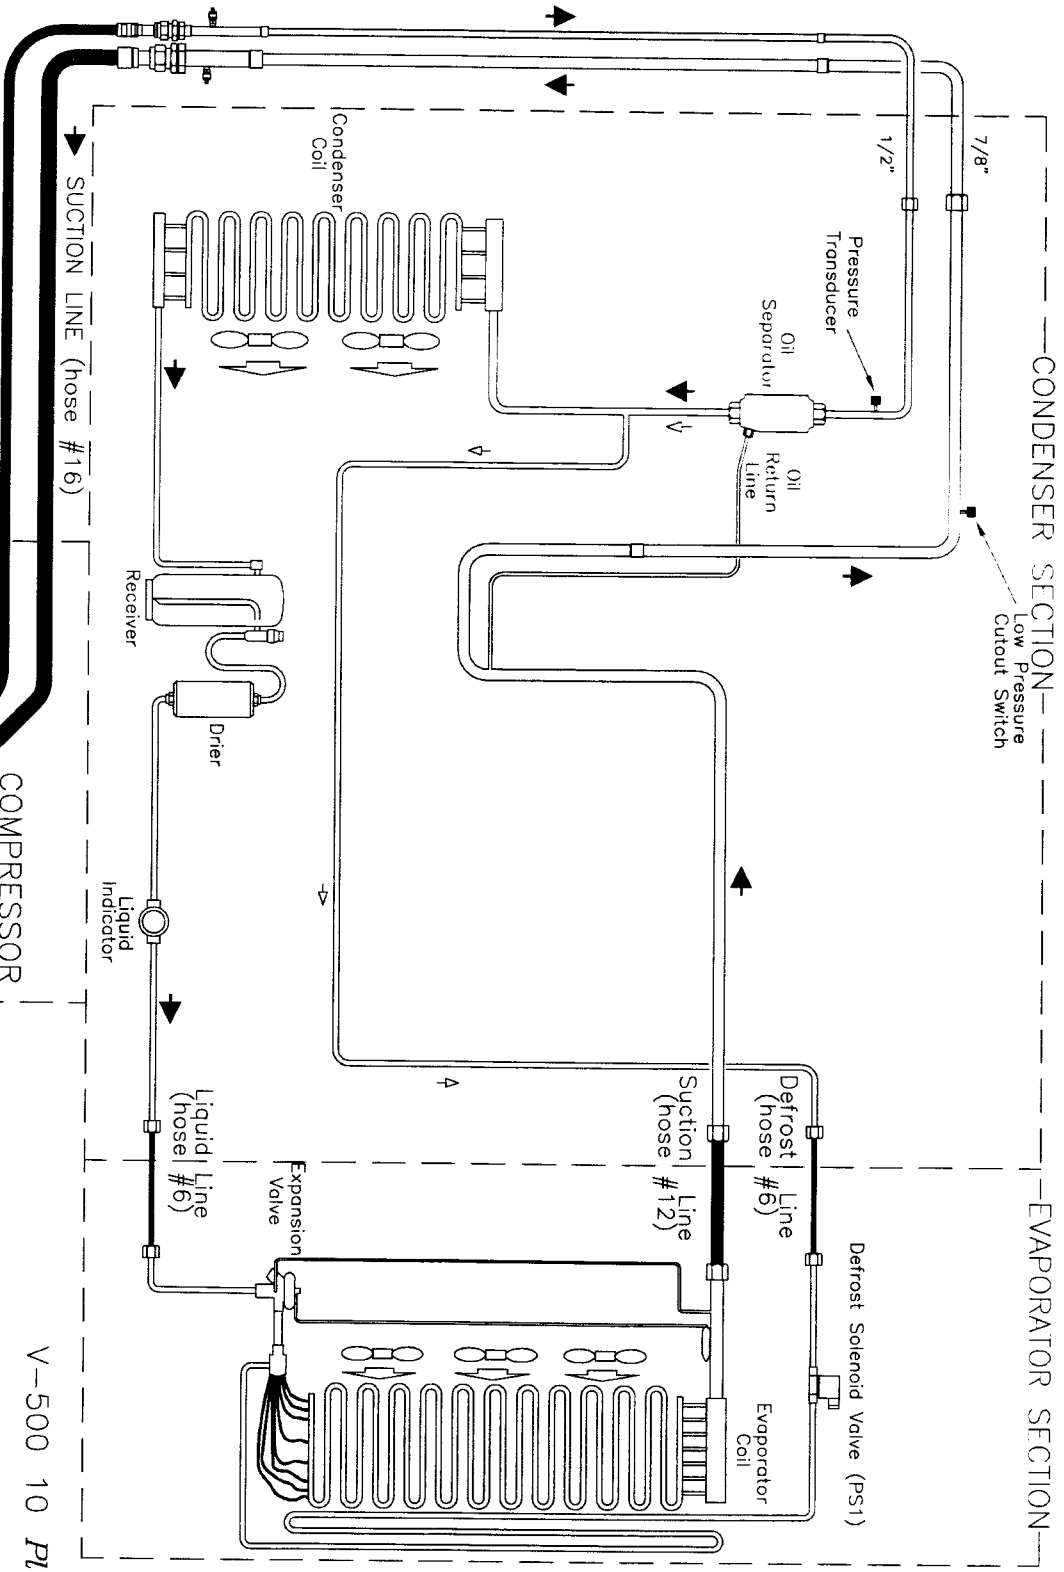 CONDENSER SECTION
EVAPORATOR SECTION
7/8"
1/2"
Low Pressure
Cutout Switch
Pressure
Transducer
Oil
Separator
Oil
Return
Line
Defrost Solenoid Valve (PS1)
Defrost Line
(hose #6)
Suction Line
(hose #12)
Evaporator
Coil
Condenser
Coil
Expansion
Valve
Drier
Receiver
Liquid Line
(hose #6)
Liquid
Indicator
SUCTION LINE (hose #16)
COMPRESSOR
V-500 10